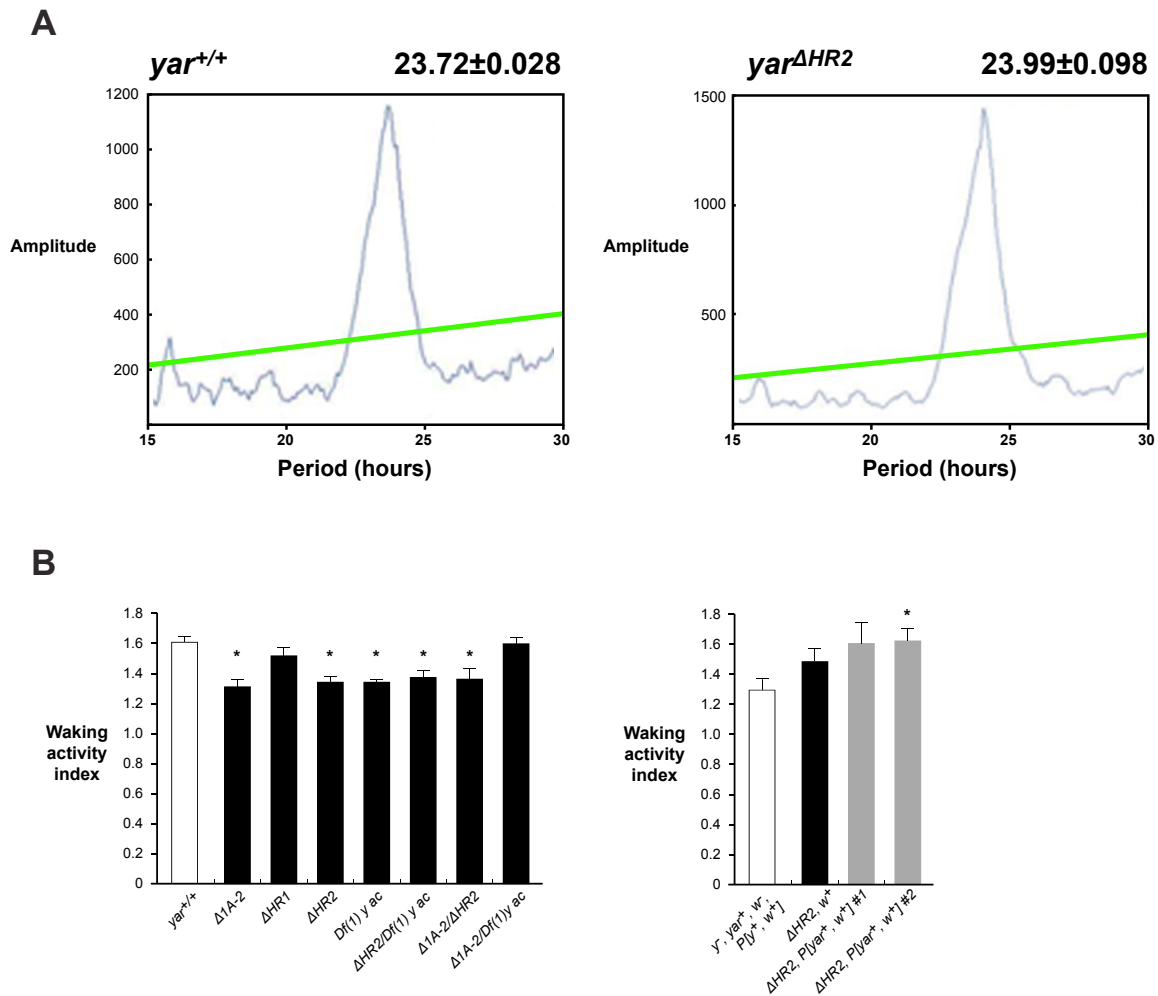 A
yar+/+ 23.72±0.028
1200
1000
800
600
400
200
Amplitude
15 20 25 30
Period (hours)
yarΔHR2 23.99±0.098
1500
1000
500
Amplitude
15 20 25 30
Period (hours)
B
1.8
1.6
1.4
1.2
1.0
0.8
0.6
0.4
0.2
0
Waking
activity
index
* * * * *
yar+/+
Δ1A-2
ΔHR1
ΔHR2
Df(1) y ac
ΔHR2/Df(1) y ac
Δ1A-2/ΔHR2
Δ1A-2/Df(1)y ac
1.8
1.6
1.4
1.2
1.0
0.8
0.6
0.4
0.2
0
Waking
activity
index
*
y-, yar+, w-,
P[y+, w+]
ΔHR2, w+
ΔHR2, P[yar+, w+] #1
ΔHR2, P[yar+, w+] #2